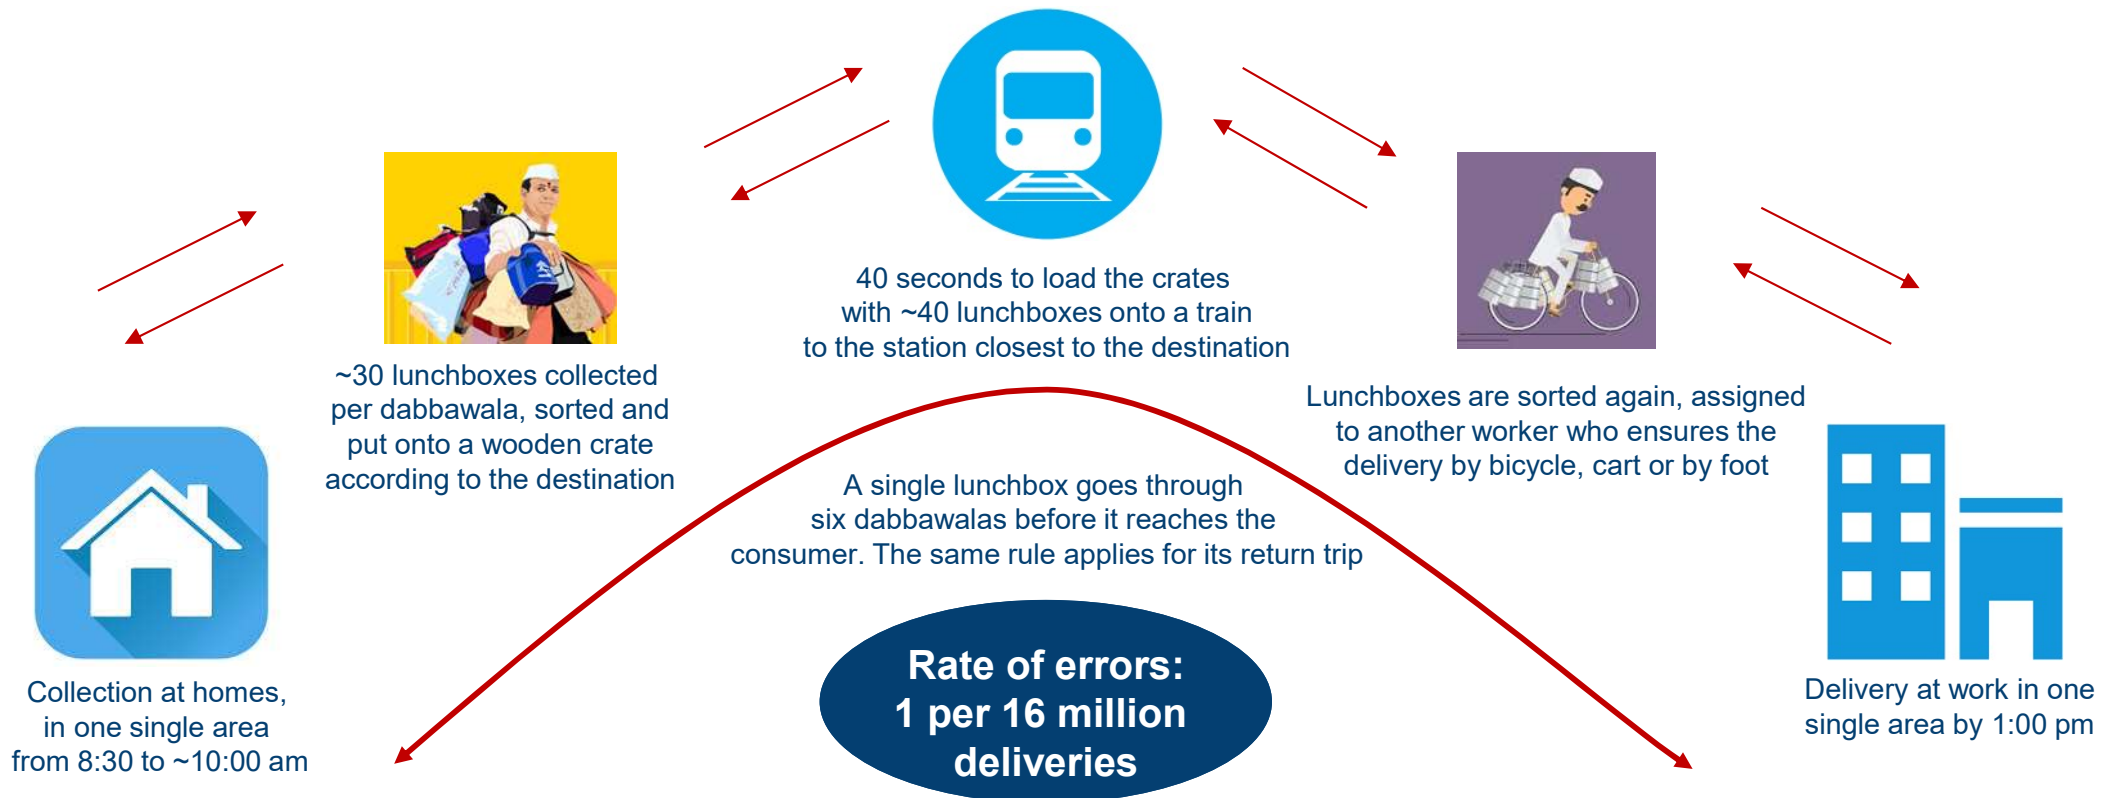 40 seconds to load the crates
with ~40 lunchboxes onto a train
to the station closest to the destination
~30 lunchboxes collected
per dabbawala, sorted and
put onto a wooden crate
according to the destination
Lunchboxes are sorted again, assigned
to another worker who ensures the
delivery by bicycle, cart or by foot
A single lunchbox goes through
six dabbawalas before it reaches the
consumer. The same rule applies for its return trip
Rate of errors:
1 per 16 million
deliveries
Collection at homes,
in one single area
from 8:30 to ~10:00 am
Delivery at work in one
single area by 1:00 pm